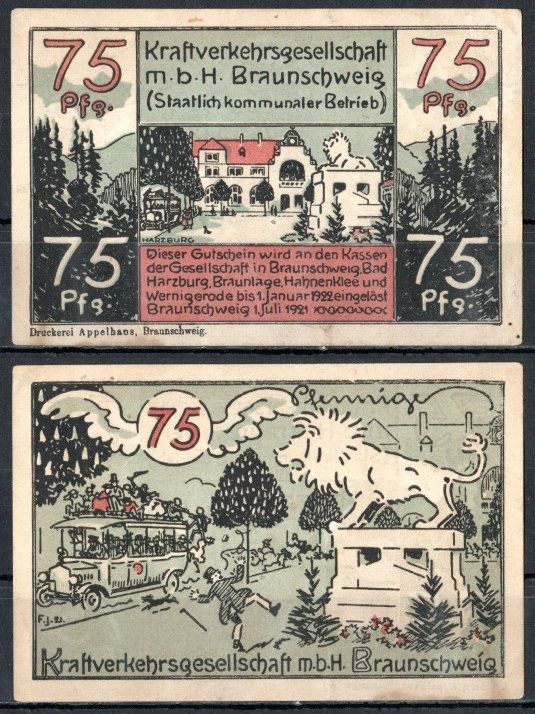 75 Pfg.
Kraftverkehrsgesellschaft
m.b.H. Braunschweig
(Staatlich kommunaler Betrieb)
75 Pfg.
HARZBURG
75 Pfg.
Dieser Gutschein wird an den Kassen
der Gesellschaft in Braunschweig, Bad
Harzburg, Braunlage, Hahnenklee und
Wernigerode bis 1. Januar 1922 eingelöst
Braunschweig 1. Juli 1921 xxxxxxxx
75 Pfg.
Druckerei Appelhans, Braunschweig.
75 Pfennige
F.J.-21.
Kraftverkehrsgesellschaft m.b.H. Braunschweig